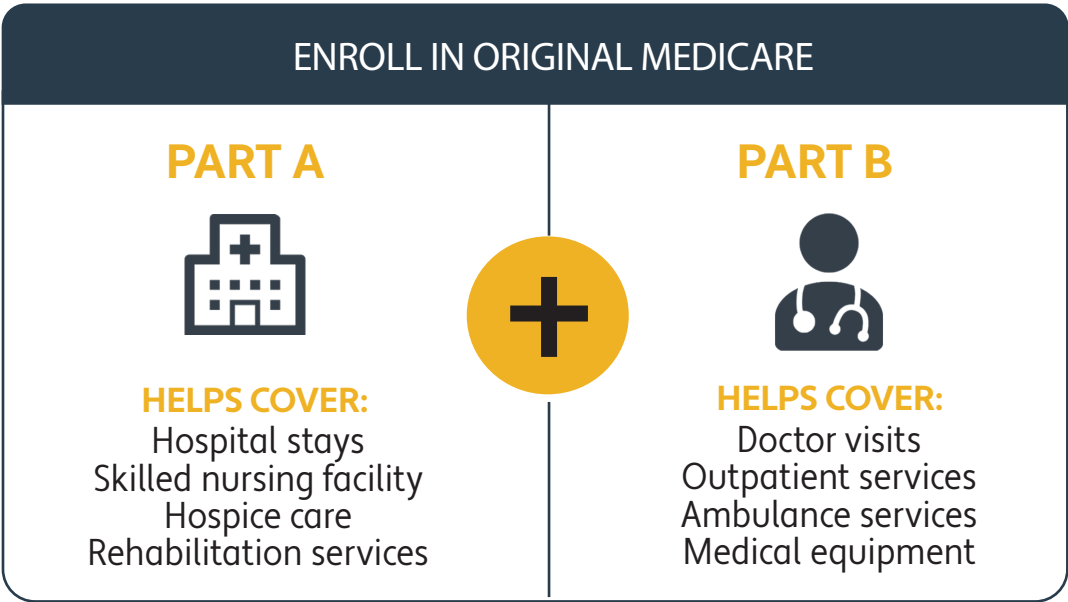 ENROLL IN ORIGINAL MEDICARE
PART A
HELPS COVER:
Hospital stays
Skilled nursing facility
Hospice care
Rehabilitation services
PART B
HELPS COVER:
Doctor visits
Outpatient services
Ambulance services
Medical equipment